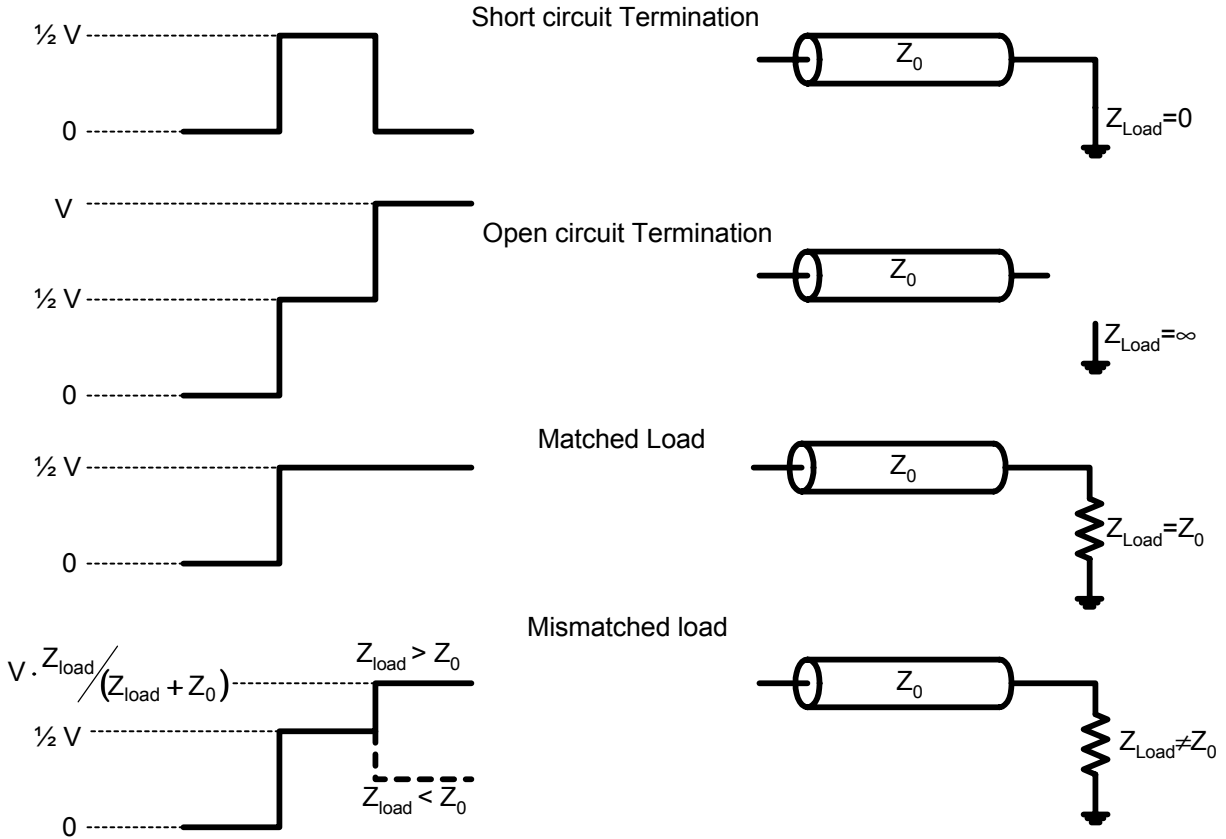 Short circuit Termination
½ V
Z0
0
ZLoad=0
V
Open circuit Termination
½ V
Z0
ZLoad=∞
0
Matched Load
½ V
Z0
ZLoad=Z0
0
Mismatched load
V · Zload/(Zload + Z0)
Zload > Z0
Z0
½ V
ZLoad≠Z0
Zload < Z0
0